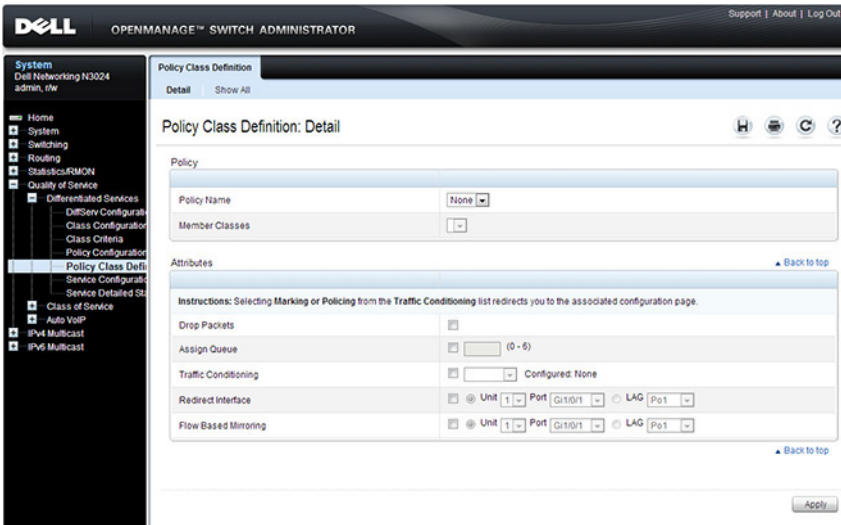 Support | About | Log Out
DELL OPENMANAGE™ SWITCH ADMINISTRATOR
System
Dell Networking N3024
admin, r/w
Home
System
Switching
Routing
Statistics/RMON
Quality of Service
Differentiated Services
DiffServ Configurati
Class Configuration
Class Criteria
Policy Configuration
Policy Class Defi
Service Configuratio
Service Detailed Sta
Class of Service
Auto VoIP
IPv4 Multicast
IPv6 Multicast
Policy Class Definition
Detail Show All
Policy Class Definition: Detail
Policy
Policy Name None
Member Classes
Attributes Back to top
Instructions: Selecting Marking or Policing from the Traffic Conditioning list redirects you to the associated configuration page.
Drop Packets
Assign Queue (0 - 6)
Traffic Conditioning Configured: None
Redirect Interface Unit 1 Port Gi1/0/1 LAG Po1
Flow Based Mirroring Unit 1 Port Gi1/0/1 LAG Po1
Back to top
Apply